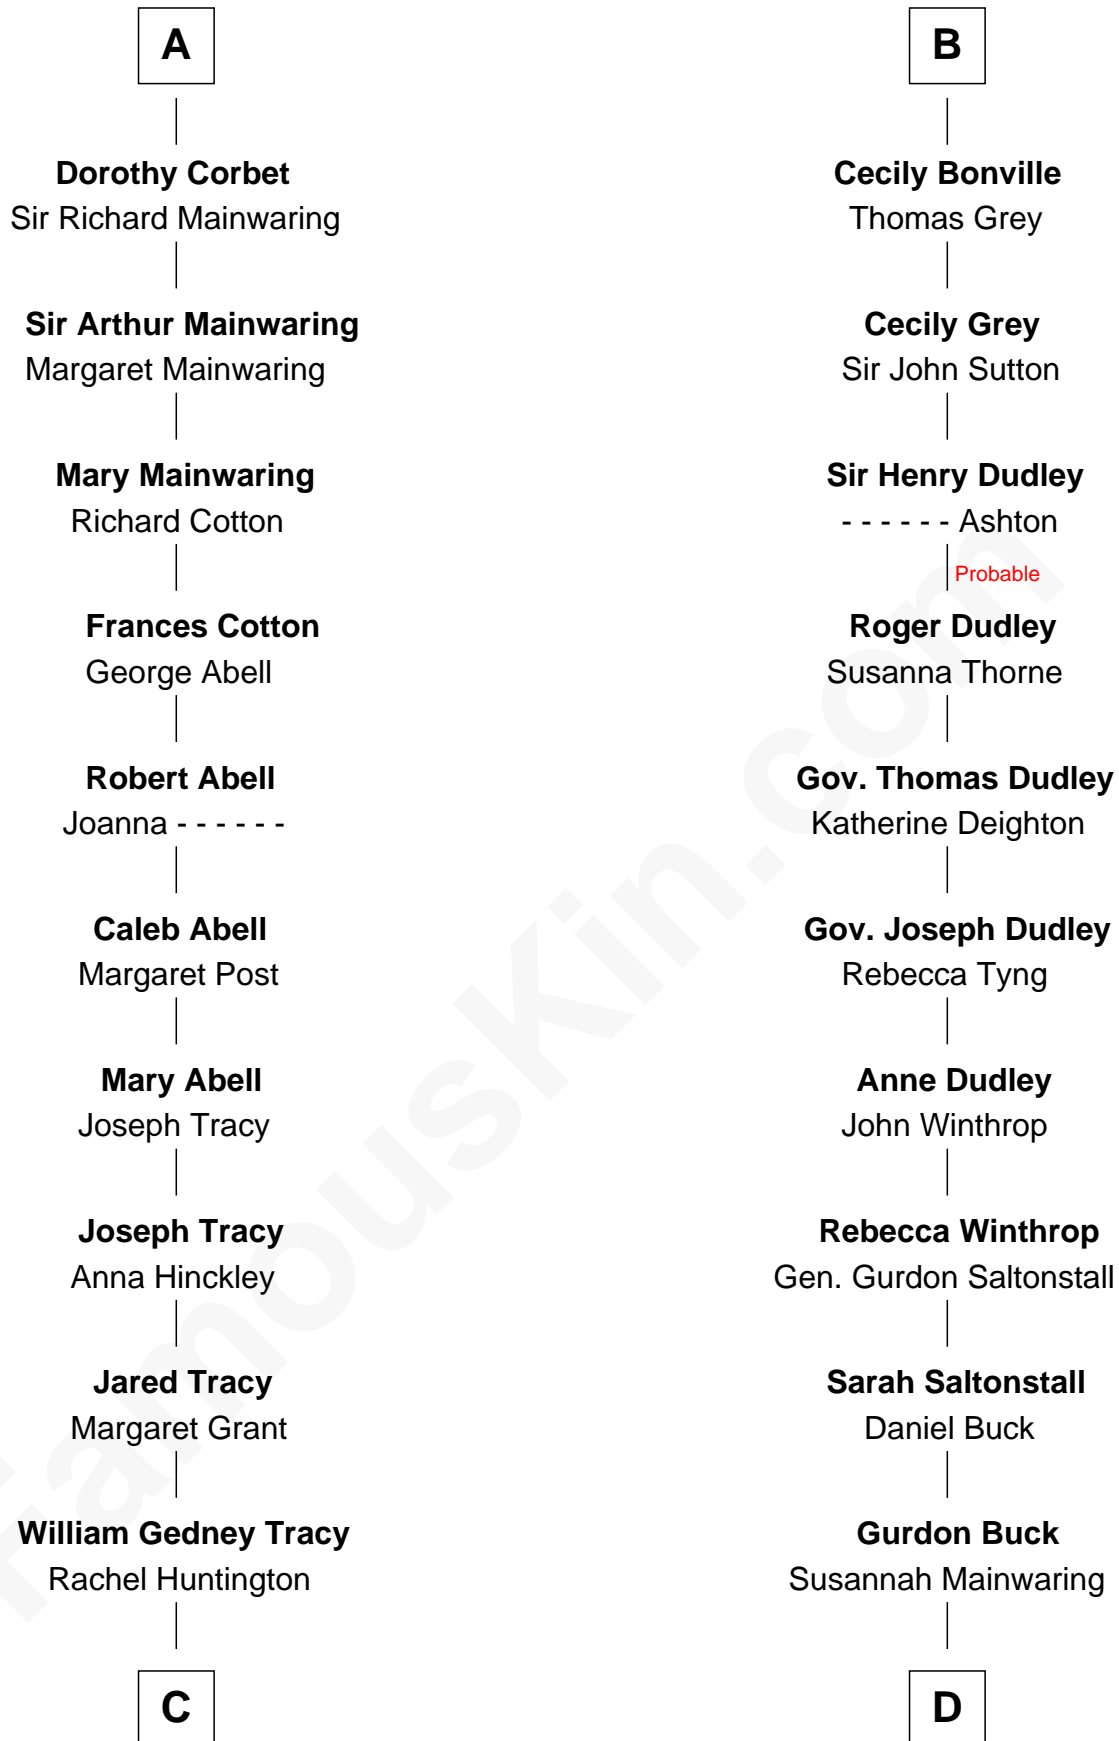 A
Dorothy Corbet
Sir Richard Mainwaring
Sir Arthur Mainwaring
Margaret Mainwaring
Mary Mainwaring
Richard Cotton
Frances Cotton
George Abell
Robert Abell
Joanna - - - - - -
Caleb Abell
Margaret Post
Mary Abell
Joseph Tracy
Joseph Tracy
Anna Hinckley
Jared Tracy
Margaret Grant
William Gedney Tracy
Rachel Huntington
C
B
Cecily Bonville
Thomas Grey
Cecily Grey
Sir John Sutton
Sir Henry Dudley
- - - - - - Ashton
Probable
Roger Dudley
Susanna Thorne
Gov. Thomas Dudley
Katherine Deighton
Gov. Joseph Dudley
Rebecca Tyng
Anne Dudley
John Winthrop
Rebecca Winthrop
Gen. Gurdon Saltonstall
Sarah Saltonstall
Daniel Buck
Gurdon Buck
Susannah Mainwaring
D
FamousKin.com